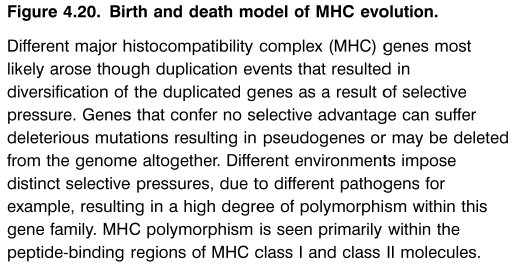 Figure 4.20. Birth and death model of MHC evolution.
Different major histocompatibility complex (MHC) genes most
likely arose though duplication events that resulted in
diversification of the duplicated genes as a result of selective
pressure. Genes that confer no selective advantage can suffer
deleterious mutations resulting in pseudogenes or may be deleted
from the genome altogether. Different environments impose
distinct selective pressures, due to different pathogens for
example, resulting in a high degree of polymorphism within this
gene family. MHC polymorphism is seen primarily within the
peptide-binding regions of MHC class I and class II molecules.